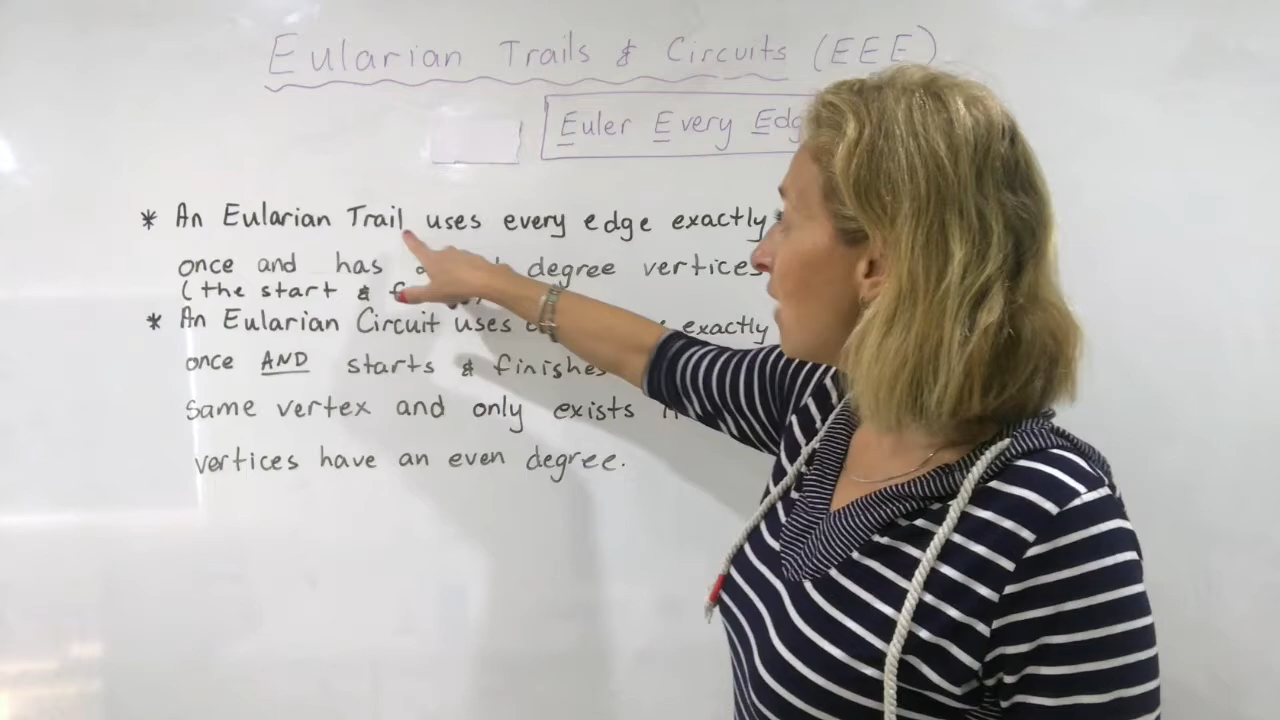 Eularian Trails & Circuits (EEE)
Euler Every
* An Eularian Trail uses every edge exactly
once and has degree vertices
(the start &
* An Eularian Circuit uses exactly
once AND starts & finishes
same vertex and only exists
vertices have an even degree.